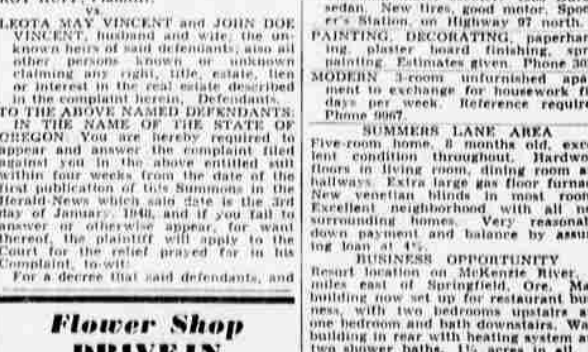 vs.
LEOTA MAY VINCENT and JOHN DOE
VINCENT, husband and wife; the un-
known heirs of said defendants; also all
other persons known or unknown
claiming any right, title, estate, lien
or interest in the real estate described
in the complaint herein, Defendants.
TO THE ABOVE NAMED DEFENDANTS:
IN THE NAME OF THE STATE OF
OREGON: You are hereby required to
appear and answer the complaint filed
against you in the above entitled suit
within four weeks from the date of the
first publication of this Summons in the
Herald-News which said date is the 3rd
day of January, 1948, and if you fail to
answer or otherwise appear, for want
thereof, the plaintiff will apply to the
Court for the relief prayed for in his
Complaint, to-wit:
For a decree that said defendants, and
Flower Shop
DRIVE IN
sedan. New tires, good motor.
er's Station, on Highway 97
PAINTING, DECORATING,
ing, plaster board finishing,
painting. Estimates given. Phone
MODERN 3-room unfurnished
ment to exchange for housework
days per week. Reference
Phone 9967.
SUMMERS LANE AREA
Five-room home, 8 months old,
lent condition throughout.
floors in living room, dining room
hallways. Extra large gas floor
New venetian blinds in most
Excellent neighborhood with all
surrounding homes. Very
down payment and balance by
ing loan at 4%.
BUSINESS OPPORTUNITY
Resort location on McKenzie River,
miles east of Springfield, Ore.
building now set up for restaurant
ness, with two bedrooms upstairs
one bedroom and bath downstairs.
building in rear with heating system
two shower baths. 1½ acres in all